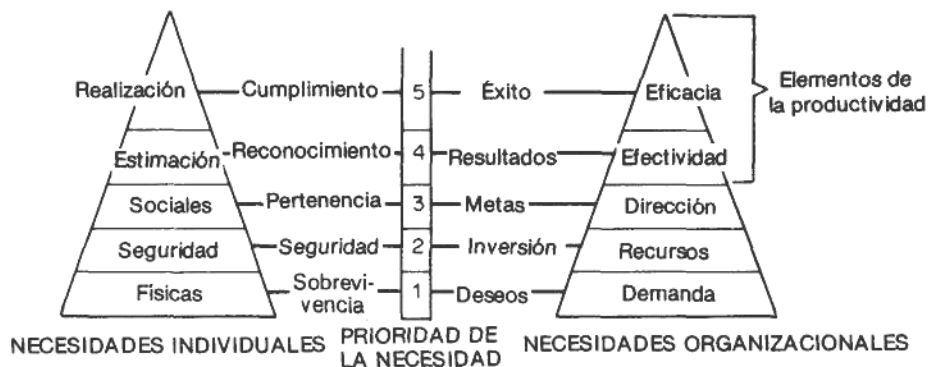 Realización Cumplimiento 5 Éxito Eficacia
Elementos de
la productividad
Estimación Reconocimiento 4 Resultados Efectividad
Sociales Pertenencia 3 Metas Dirección
Seguridad Seguridad 2 Inversión Recursos
Físicas Sobrevi-
vencia 1 Deseos Demanda
NECESIDADES INDIVIDUALES PRIORIDAD DE
LA NECESIDAD NECESIDADES ORGANIZACIONALES